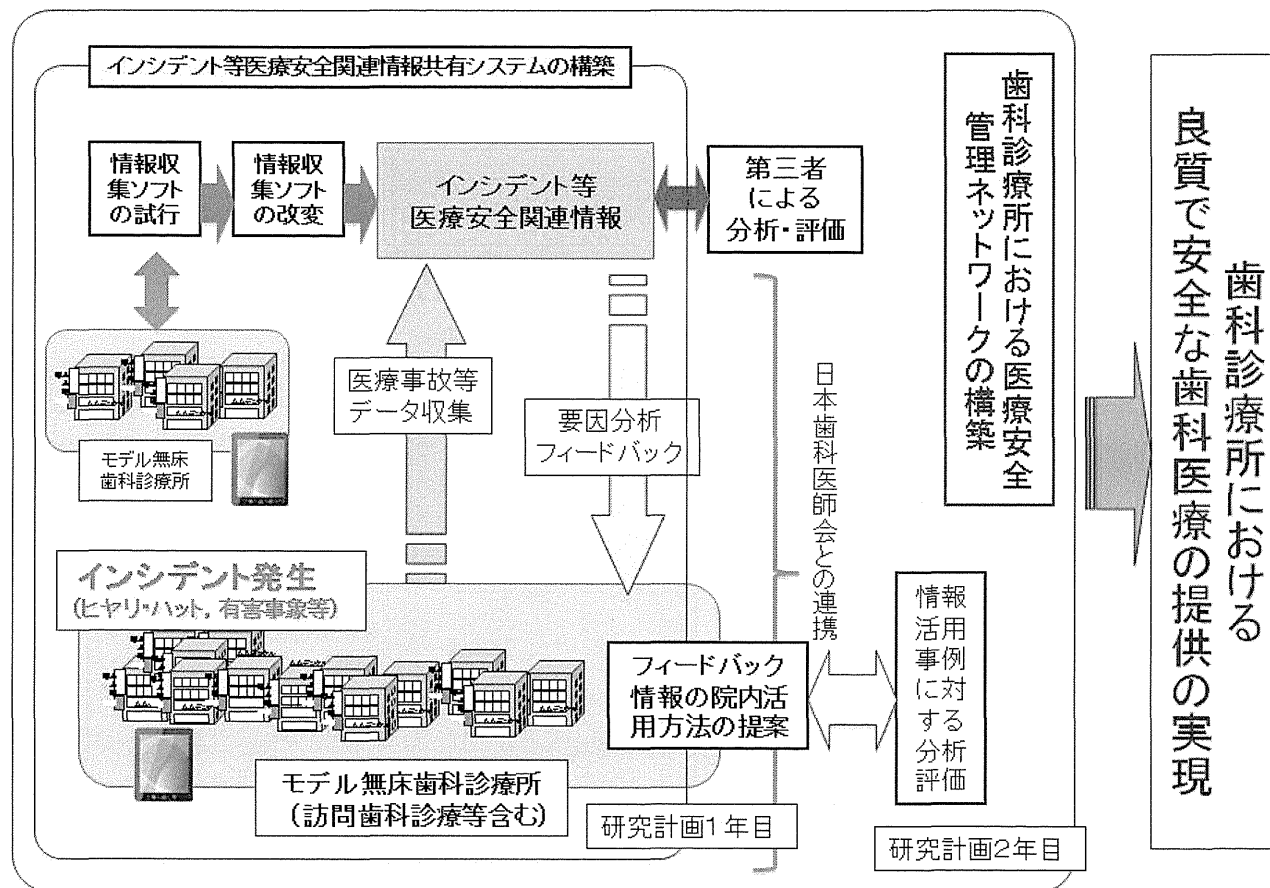 インシデント等医療安全関連情報共有システムの構築
情報収
集ソフト
の試行
情報収
集ソフト
の改変
インシデント等
医療安全関連情報
第三者
による
分析・評価
モデル無床
歯科診療所
医療事故等
データ収集
要因分析
フィードバック
インシデント発生
(ヒヤリ・ハット, 有害事象等)
モデル無床歯科診療所
(訪問歯科診療等含む)
フィードバック
情報の院内活
用方法の提案
研究計画1年目
日本歯科医師会との連携
情報
活用
事例
に対
する
分析
評価
研究計画2年目
歯科診療所における医療安全
管理ネットワークの構築
歯科診療所における
良質で安全な歯科医療の提供の実現